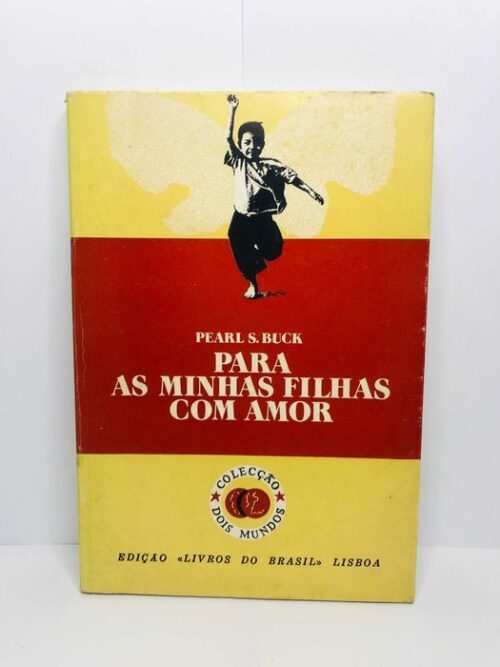 PEARL S. BUCK
PARA
AS MINHAS FILHAS
COM AMOR
COLECÇÃO
DOIS MUNDOS
EDIÇÃO «LIVROS DO BRASIL» LISBOA